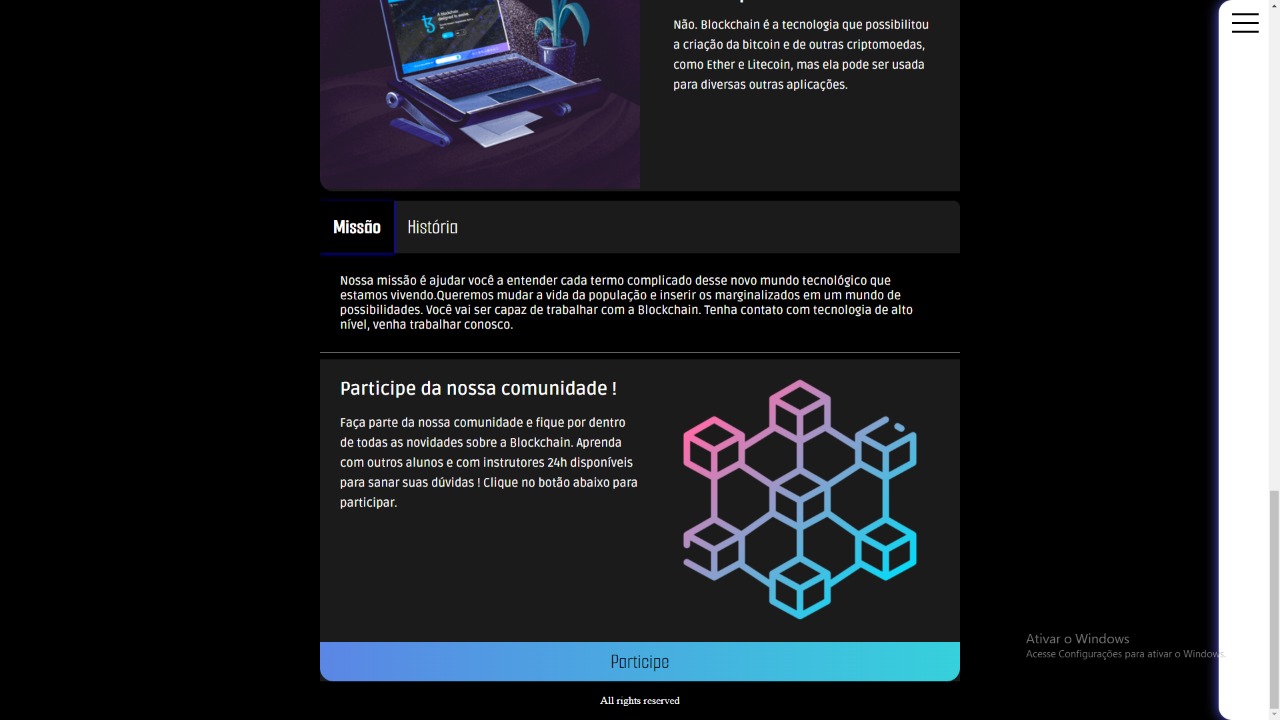 Não. Blockchain é a tecnologia que possibilitou
a criação da bitcoin e de outras criptomoedas,
como Ether e Litecoin, mas ela pode ser usada
para diversas outras aplicações.
Missão
História
Nossa missão é ajudar você a entender cada termo complicado desse novo mundo tecnológico que
estamos vivendo.Queremos mudar a vida da população e inserir os marginalizados em um mundo de
possibilidades. Você vai ser capaz de trabalhar com a Blockchain. Tenha contato com tecnologia de alto
nível, venha trabalhar conosco.
Participe da nossa comunidade !
Faça parte da nossa comunidade e fique por dentro
de todas as novidades sobre a Blockchain. Aprenda
com outros alunos e com instrutores 24h disponíveis
para sanar suas dúvidas ! Clique no botão abaixo para
participar.
Participe
All rights reserved
Ativar o Windows
Acesse Configurações para ativar o Windows.